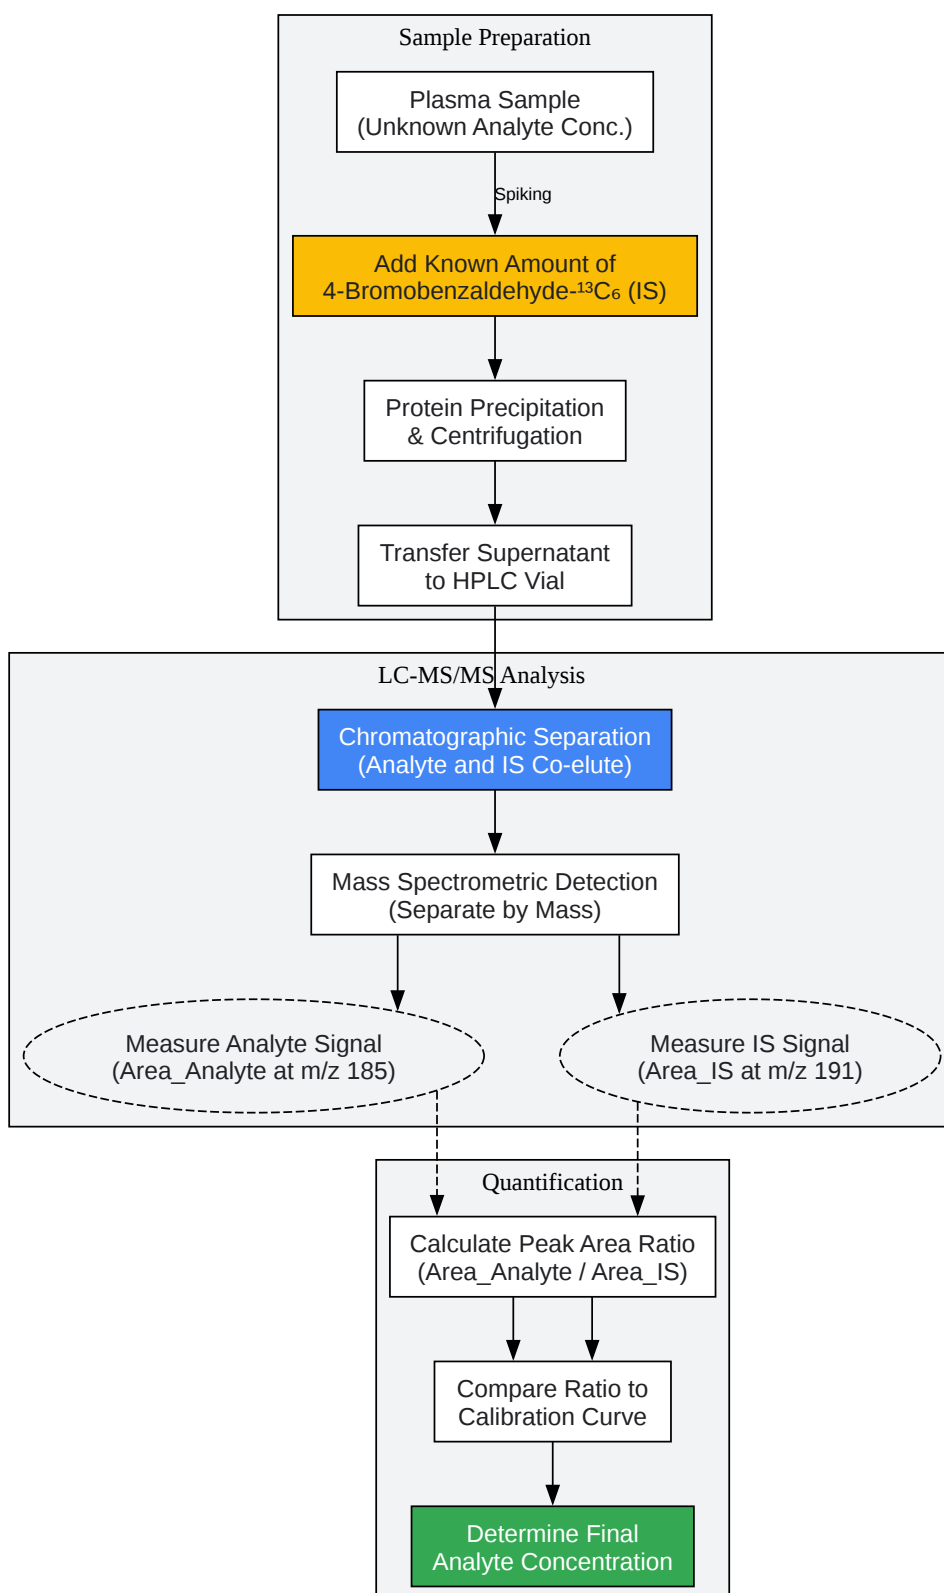 Sample Preparation
Plasma Sample
(Unknown Analyte Conc.)
Spiking
Add Known Amount of
4-Bromobenzaldehyde-¹³C₆ (IS)
Protein Precipitation
& Centrifugation
Transfer Supernatant
to HPLC Vial
LC-MS/MS Analysis
Chromatographic Separation
(Analyte and IS Co-elute)
Mass Spectrometric Detection
(Separate by Mass)
Measure Analyte Signal
(Area_Analyte at m/z 185)
Measure IS Signal
(Area_IS at m/z 191)
Quantification
Calculate Peak Area Ratio
(Area_Analyte / Area_IS)
Compare Ratio to
Calibration Curve
Determine Final
Analyte Concentration